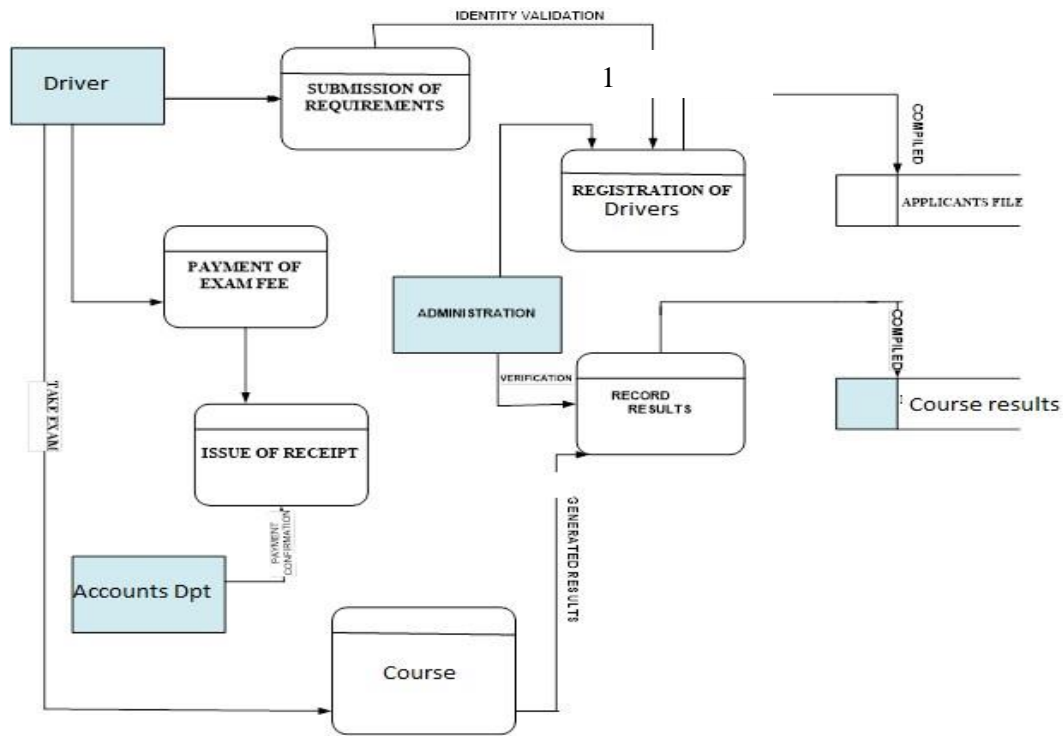 IDENTITY VALIDATION
Driver
SUBMISSION OF
REQUIREMENTS
1
COMPILED
REGISTRATION OF
Drivers
APPLICANTS FILE
PAYMENT OF
EXAM FEE
ADMINISTRATION
COMPILED
VERIFICATION
RECORD
RESULTS
Course results
TAKE EXAM
ISSUE OF RECEIPT
GENERATED RESULTS
PAYMENT
CONFIRMATION
Accounts Dpt
Course